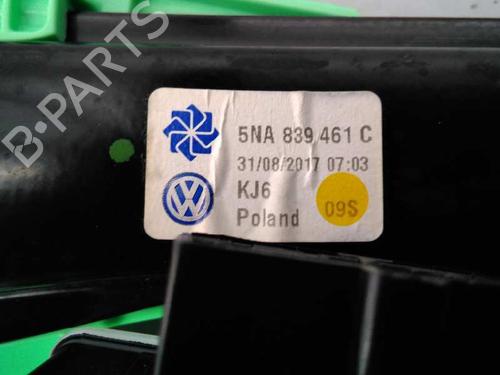 5NA 839 461 C
31/08/2017 07:03
KJ6
Poland
09S
B-PARTS